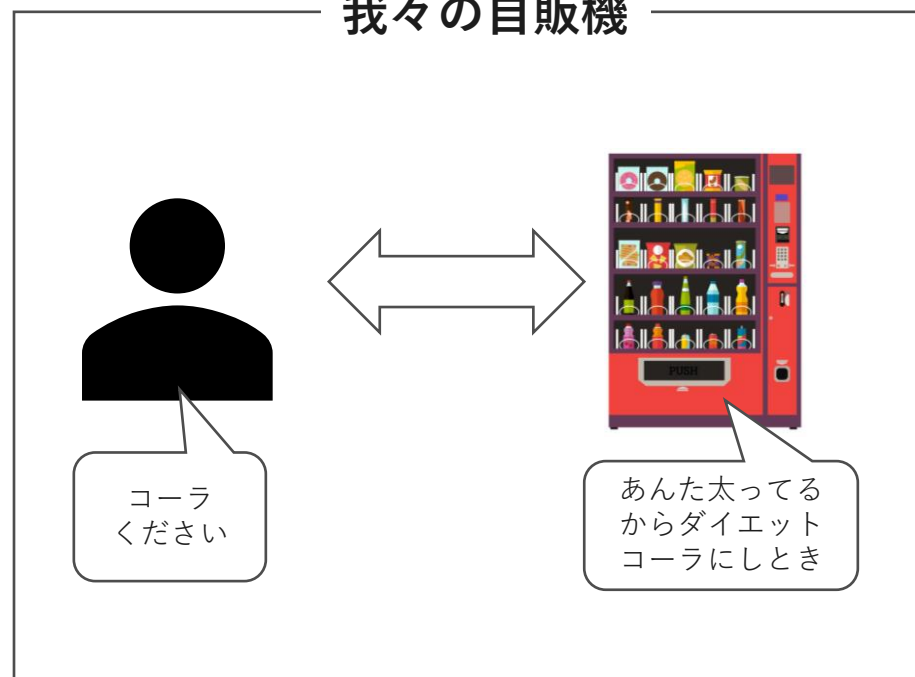 我々の自販機
PUSH
コーラ
ください
あんた太ってる
からダイエット
コーラにしとき